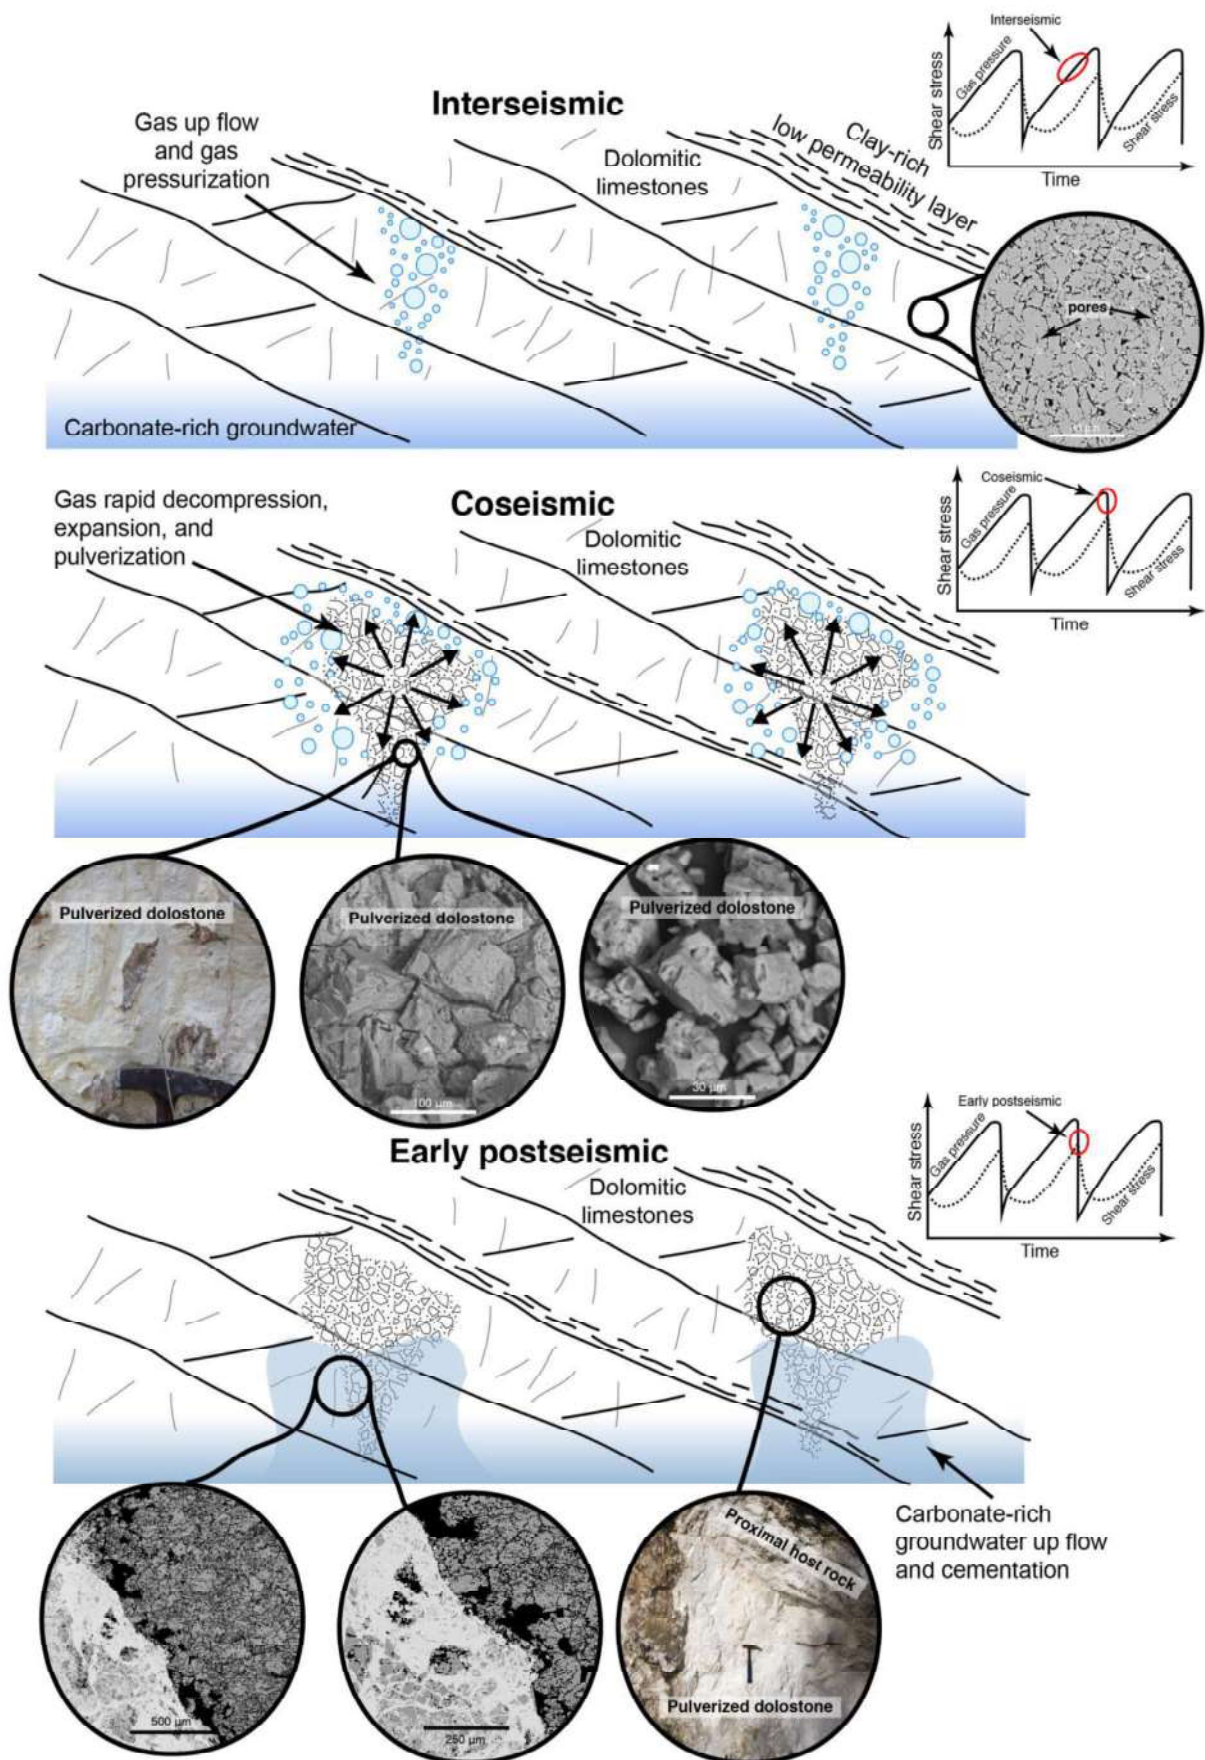 Interseismic
Gas up flow
and gas
pressurization
Dolomitic
limestones
Clay-rich
low permeability layer
Carbonate-rich groundwater
pores
Interseismic
Gas pressure
Shear stress
Shear stress
Time
Coseismic
Gas rapid decompression,
expansion, and
pulverization
Dolomitic
limestones
Coseismic
Gas pressure
Shear stress
Shear stress
Time
Pulverized dolostone
Pulverized dolostone
100 µm
Pulverized dolostone
30 µm
Early postseismic
Dolomitic
limestones
Early postseismic
Gas pressure
Shear stress
Shear stress
Time
Carbonate-rich
groundwater up flow
and cementation
500 µm
250 µm
Proximal host rock
Pulverized dolostone